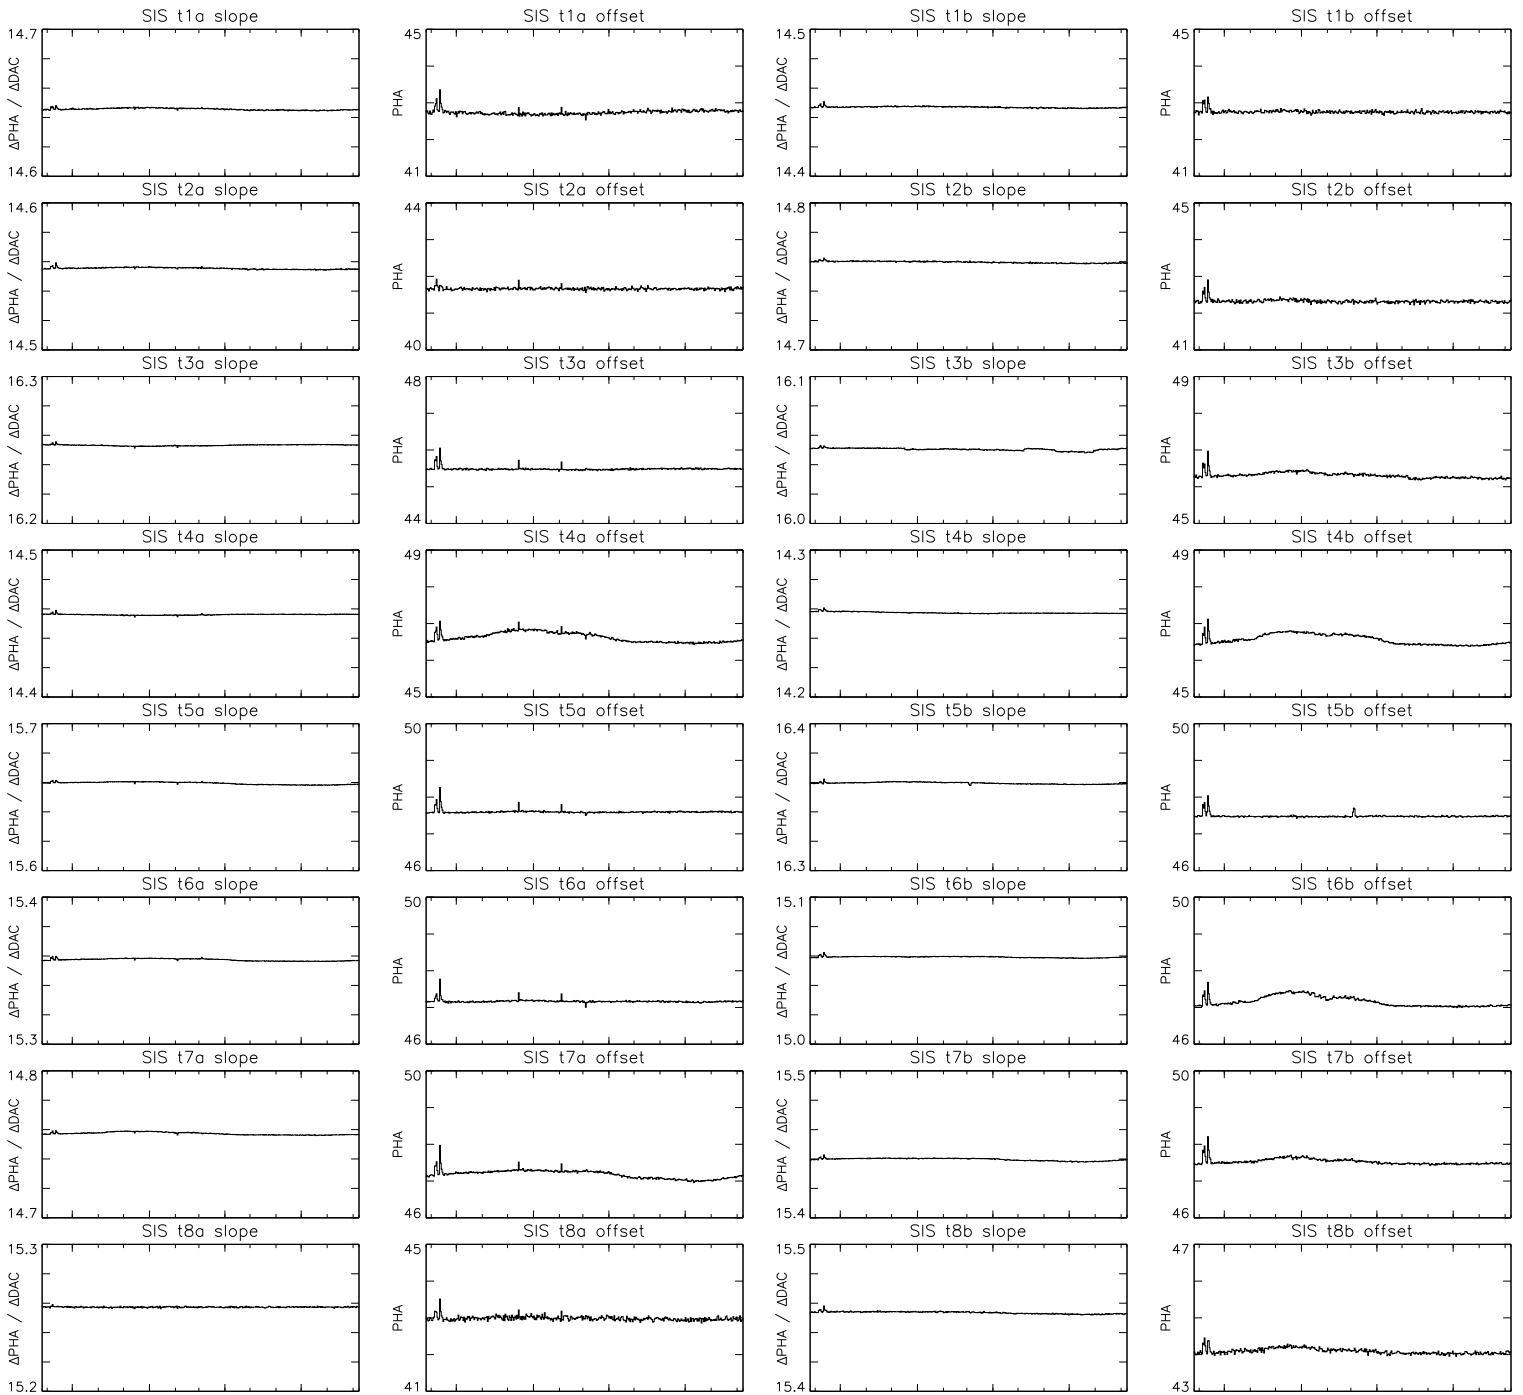 SIS t1a slope SIS t1a offset SIS t1b slope SIS t1b offset
14.7 45 14.5 45
ΔPHA / ΔDAC PHA ΔPHA / ΔDAC PHA
14.6 41 14.4 41
SIS t2a slope SIS t2a offset SIS t2b slope SIS t2b offset
14.6 44 14.8 45
ΔPHA / ΔDAC PHA ΔPHA / ΔDAC PHA
14.5 40 14.7 41
SIS t3a slope SIS t3a offset SIS t3b slope SIS t3b offset
16.3 48 16.1 49
ΔPHA / ΔDAC PHA ΔPHA / ΔDAC PHA
16.2 44 16.0 45
SIS t4a slope SIS t4a offset SIS t4b slope SIS t4b offset
14.5 49 14.3 49
ΔPHA / ΔDAC PHA ΔPHA / ΔDAC PHA
14.4 45 14.2 45
SIS t5a slope SIS t5a offset SIS t5b slope SIS t5b offset
15.7 50 16.4 50
ΔPHA / ΔDAC PHA ΔPHA / ΔDAC PHA
15.6 46 16.3 46
SIS t6a slope SIS t6a offset SIS t6b slope SIS t6b offset
15.4 50 15.1 50
ΔPHA / ΔDAC PHA ΔPHA / ΔDAC PHA
15.3 46 15.0 46
SIS t7a slope SIS t7a offset SIS t7b slope SIS t7b offset
14.8 50 15.5 50
ΔPHA / ΔDAC PHA ΔPHA / ΔDAC PHA
14.7 46 15.4 46
SIS t8a slope SIS t8a offset SIS t8b slope SIS t8b offset
15.3 45 15.5 47
ΔPHA / ΔDAC PHA ΔPHA / ΔDAC PHA
15.2 41 15.4 43